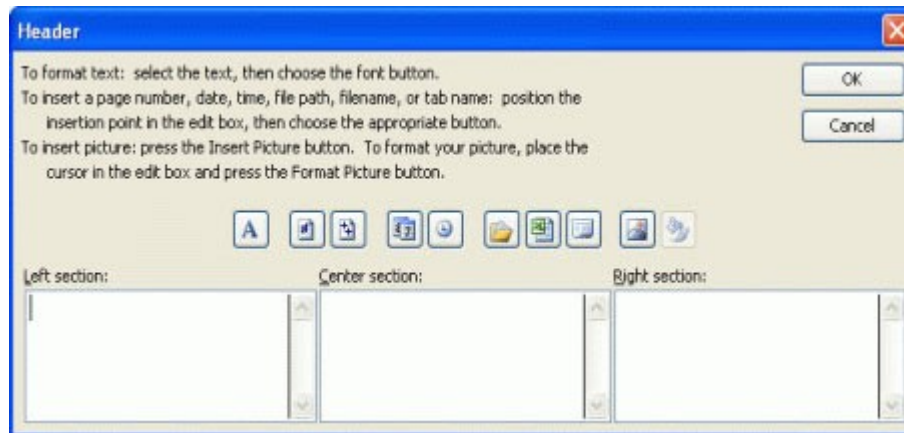 Header
To format text: select the text, then choose the font button.
To insert a page number, date, time, file path, filename, or tab name: position the
insertion point in the edit box, then choose the appropriate button.
To insert picture: press the Insert Picture button. To format your picture, place the
cursor in the edit box and press the Format Picture button.
OK
Cancel
A
Left section:
Center section:
Right section: